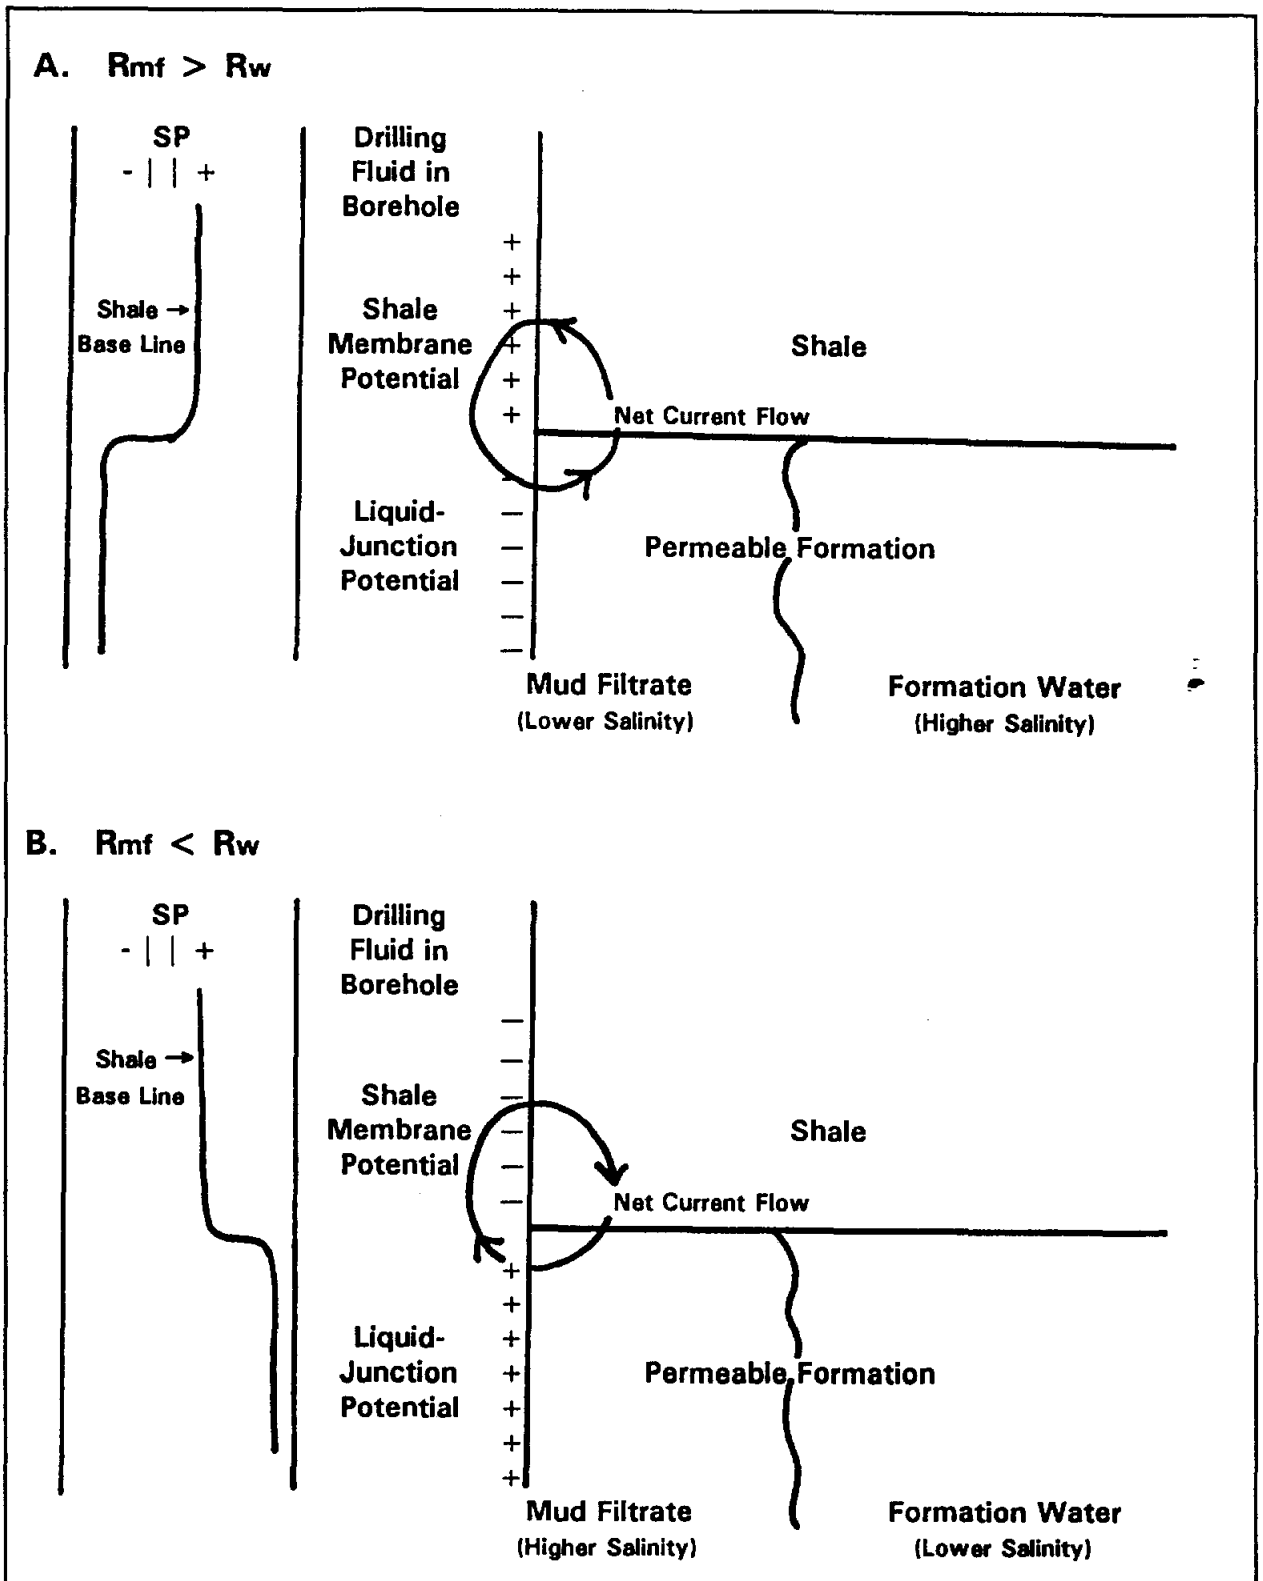 A. Rmf > Rw
SP
- | | +
Shale →
Base Line
Drilling
Fluid in
Borehole
+
+
+
+
+
+
Shale
Membrane
Potential
Shale
Net Current Flow
Liquid-
Junction
Potential
-
—
—
—
—
—
Permeable Formation
Mud Filtrate
(Lower Salinity)
Formation Water
(Higher Salinity)
B. Rmf < Rw
SP
- | | +
Shale →
Base Line
Drilling
Fluid in
Borehole
—
—
—
—
—
—
Shale
Membrane
Potential
Shale
Net Current Flow
Liquid-
Junction
Potential
+
+
+
+
+
+
+
Permeable Formation
Mud Filtrate
(Higher Salinity)
Formation Water
(Lower Salinity)